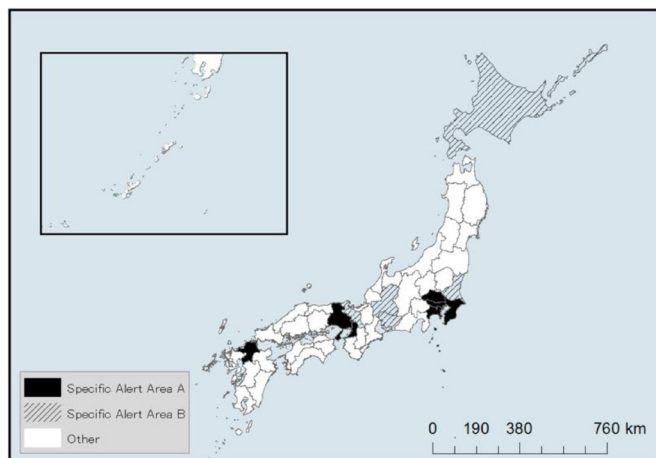 Specific Alert Area A
Specific Alert Area B
Other
0 190 380 760 km